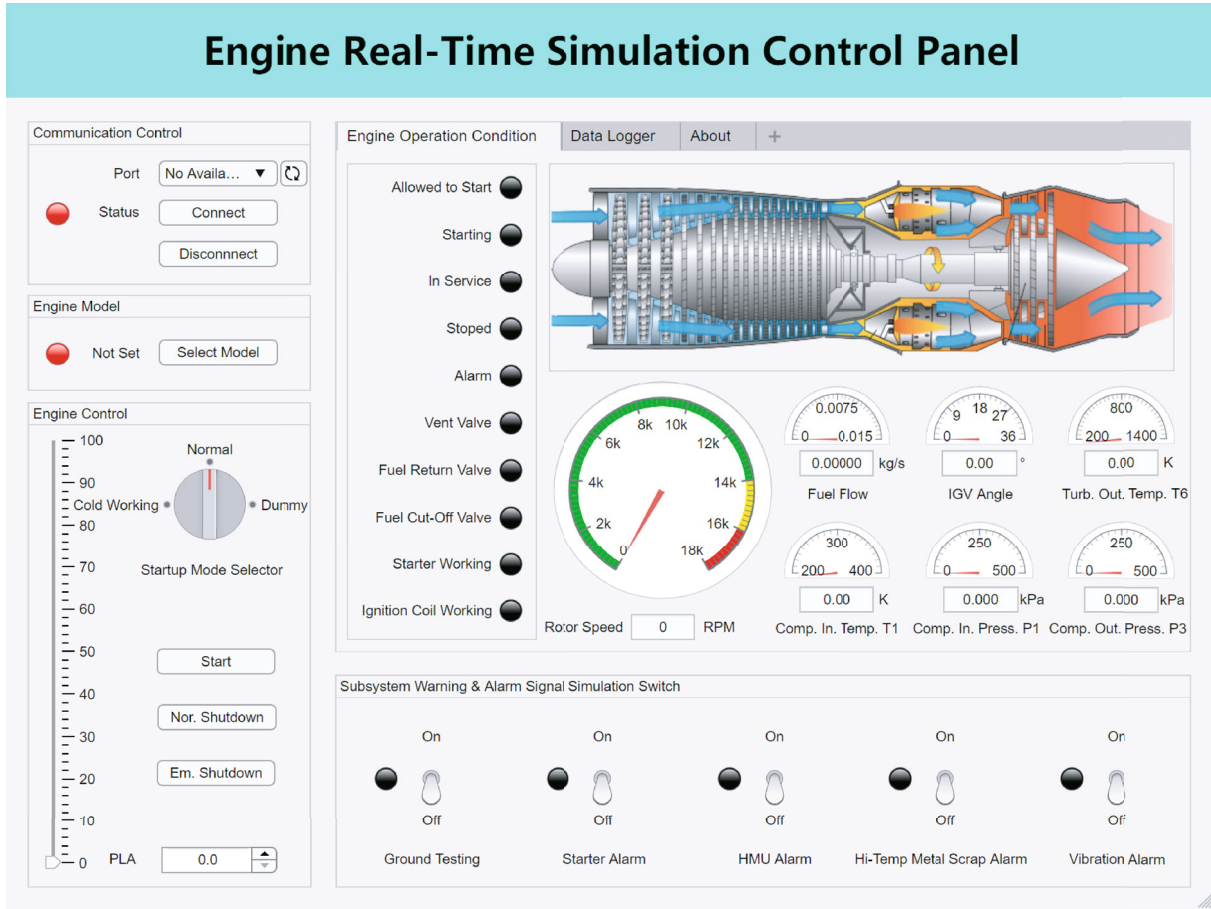 Engine Real-Time Simulation Control Panel
Communication Control
Port
No Availa...
Status
Connect
Disconnnect
Engine Model
Not Set
Select Model
Engine Control
100
90
80
70
60
50
40
30
20
10
0
Normal
Cold Working
Dummy
Startup Mode Selector
Start
Nor. Shutdown
Em. Shutdown
PLA
0.0
Engine Operation Condition
Data Logger
About
+
Allowed to Start
Starting
In Service
Stoped
Alarm
Vent Valve
Fuel Return Valve
Fuel Cut-Off Valve
Starter Working
Ignition Coil Working
0
2k
4k
6k
8k
10k
12k
14k
16k
18k
Rotor Speed
0
RPM
0
0.0075
0.015
0.00000
kg/s
Fuel Flow
0
9
18
27
36
0.00
°
IGV Angle
200
800
1400
0.00
K
Turb. Out. Temp. T6
200
300
400
0.00
K
Comp. In. Temp. T1
0
250
500
0.000
kPa
Comp. In. Press. P1
0
250
500
0.000
kPa
Comp. Out. Press. P3
Subsystem Warning & Alarm Signal Simulation Switch
On
Off
Ground Testing
On
Off
Starter Alarm
On
Off
HMU Alarm
On
Off
Hi-Temp Metal Scrap Alarm
On
Off
Vibration Alarm